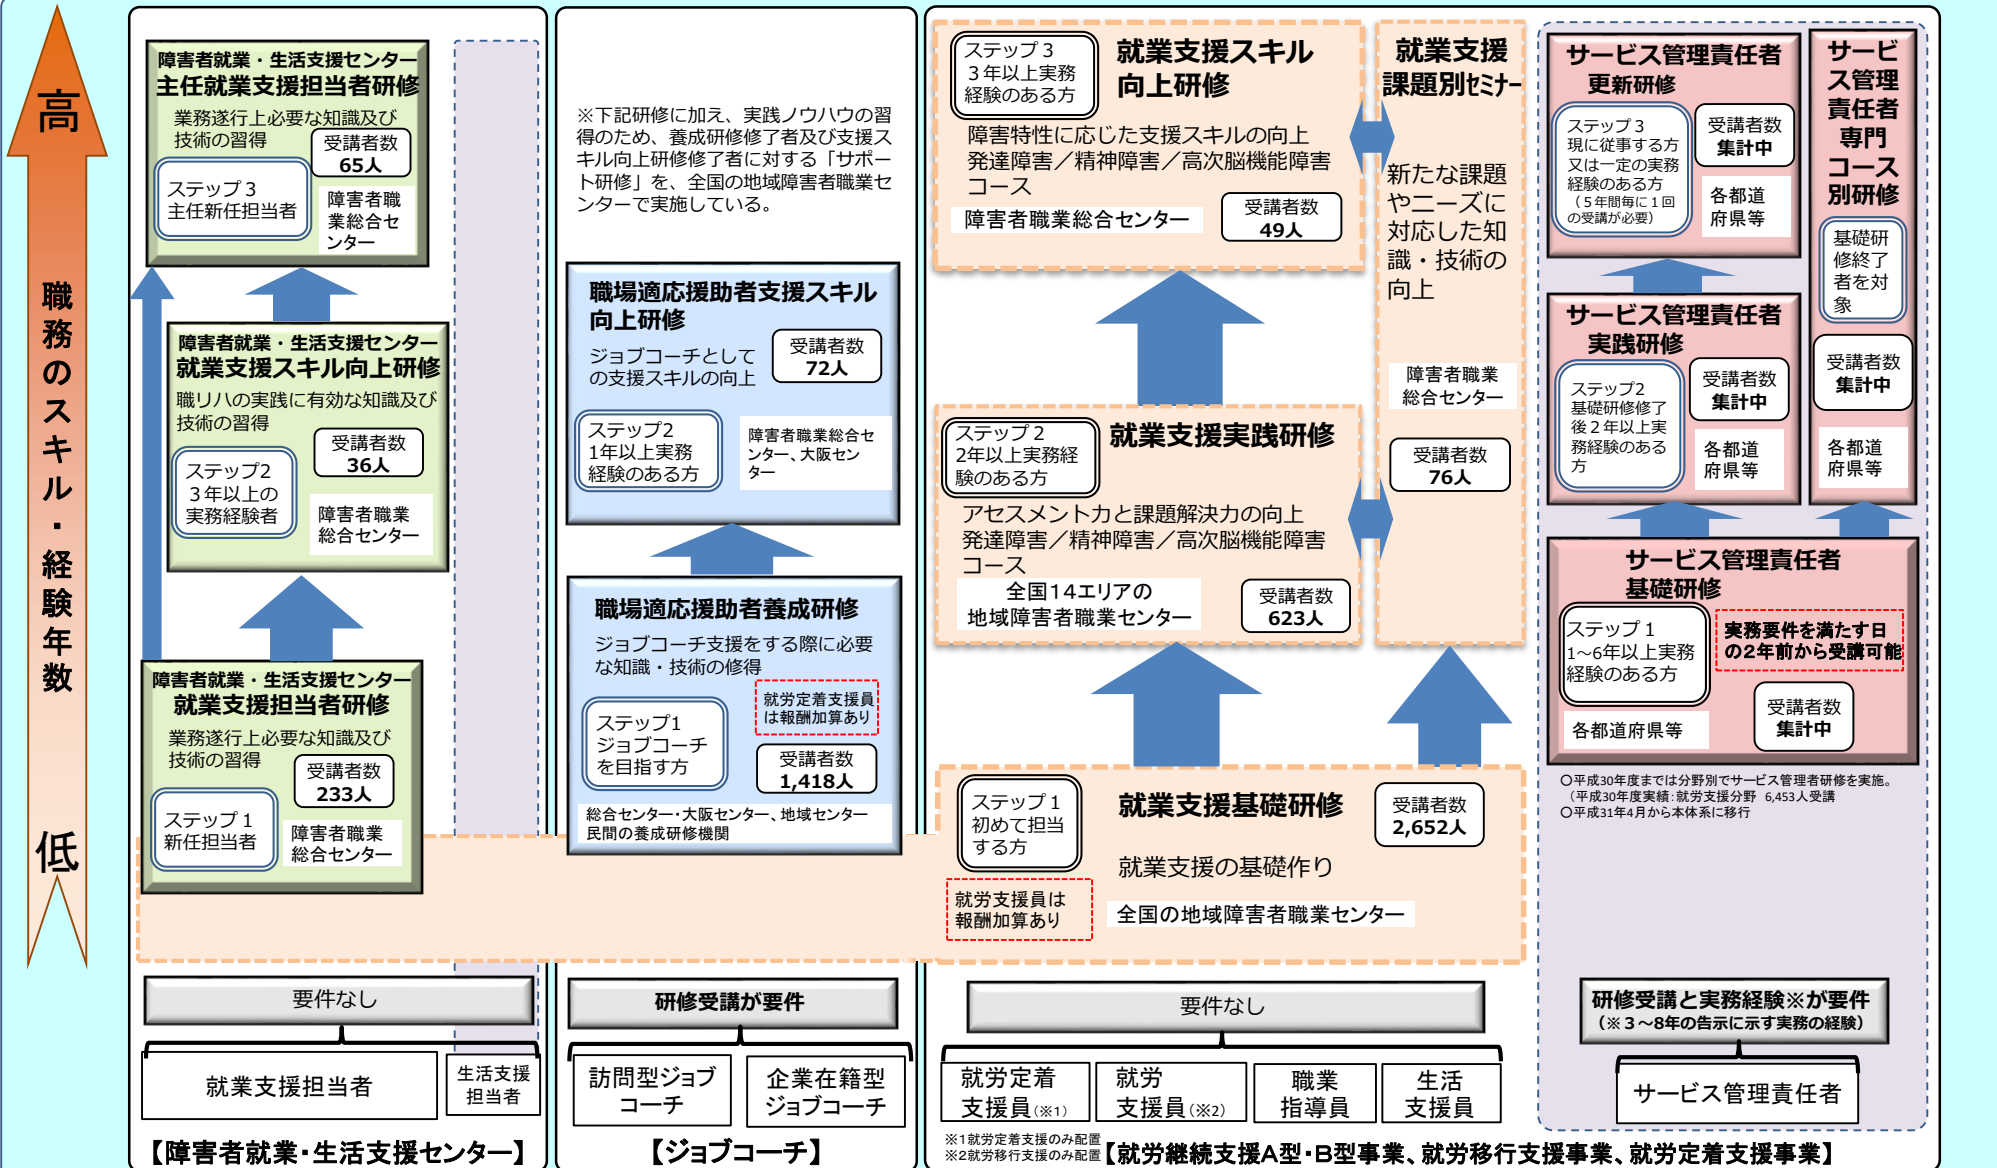 高
職務のスキル・経験年数
低
障害者就業・生活支援センター
主任就業支援担当者研修
業務遂行上必要な知識及び
技術の習得
受講者数
65人
ステップ３
主任新任担当者
障害者職
業総合セ
ンター
障害者就業・生活支援センター
就業支援スキル向上研修
職リハの実践に有効な知識及び
技術の習得
受講者数
36人
ステップ2
３年以上の
実務経験者
障害者職業
総合センター
障害者就業・生活支援センター
就業支援担当者研修
業務遂行上必要な知識及び
技術の習得
受講者数
233人
ステップ１
新任担当者
障害者職業
総合センター
要件なし
就業支援担当者
生活支援
担当者
【障害者就業・生活支援センター】
※下記研修に加え、実践ノウハウの習
得のため、養成研修修了者及び支援ス
キル向上研修修了者に対する「サポー
ト研修」を、全国の地域障害者職業セ
ンターで実施している。
職場適応援助者支援スキル
向上研修
ジョブコーチとして
の支援スキルの向上
受講者数
72人
ステップ2
1年以上実務
経験のある方
障害者職業総合セ
ンター、大阪セン
ター
職場適応援助者養成研修
ジョブコーチ支援をする際に必要
な知識・技術の修得
就労定着支援員
は報酬加算あり
ステップ1
ジョブコーチ
を目指す方
受講者数
1,418人
総合センター・大阪センター、地域センター
民間の養成研修機関
研修受講が要件
訪問型ジョブ
コーチ
企業在籍型
ジョブコーチ
【ジョブコーチ】
ステップ３
３年以上実務
経験のある方
就業支援スキル
向上研修
障害特性に応じた支援スキルの向上
発達障害／精神障害／高次脳機能障害
コース
障害者職業総合センター
受講者数
49人
就業支援
課題別セミナー
新たな課題
やニーズに
対応した知
識・技術の
向上
障害者職業
総合センター
受講者数
76人
ステップ２
2年以上実務経
験のある方
就業支援実践研修
アセスメント力と課題解決力の向上
発達障害／精神障害／高次脳機能障害
コース
全国14エリアの
地域障害者職業センター
受講者数
623人
ステップ１
初めて担当
する方
就業支援基礎研修
受講者数
2,652人
就業支援の基礎作り
就労支援員は
報酬加算あり
全国の地域障害者職業センター
要件なし
就労定着
支援員(※1)
就労
支援員(※2)
職業
指導員
生活
支援員
※1就労定着支援のみ配置
※2就労移行支援のみ配置
【就労継続支援A型・B型事業、就労移行支援事業、就労定着支援事業】
サービス管理責任者
更新研修
ステップ３
現に従事する方
又は一定の実務
経験のある方
（５年間毎に１回
の受講が必要）
受講者数
集計中
各都道
府県等
サービス管理責任者
実践研修
ステップ2
基礎研修修了
後２年以上実
務経験のある
方
受講者数
集計中
各都道
府県等
サービ
ス管理
責任者
専門
コース
別研修
基礎研
修終了
者を対
象
受講者数
集計中
各都道
府県等
サービス管理責任者
基礎研修
ステップ１
1～6年以上実務
経験のある方
実務要件を満たす日
の2年前から受講可能
受講者数
集計中
各都道府県等
○平成30年度までは分野別でサービス管理者研修を実施。
（平成30年度実績：就労支援分野 6,453人受講
○平成31年4月から本体系に移行
研修受講と実務経験※が要件
（※３～8年の告示に示す実務の経験）
サービス管理責任者